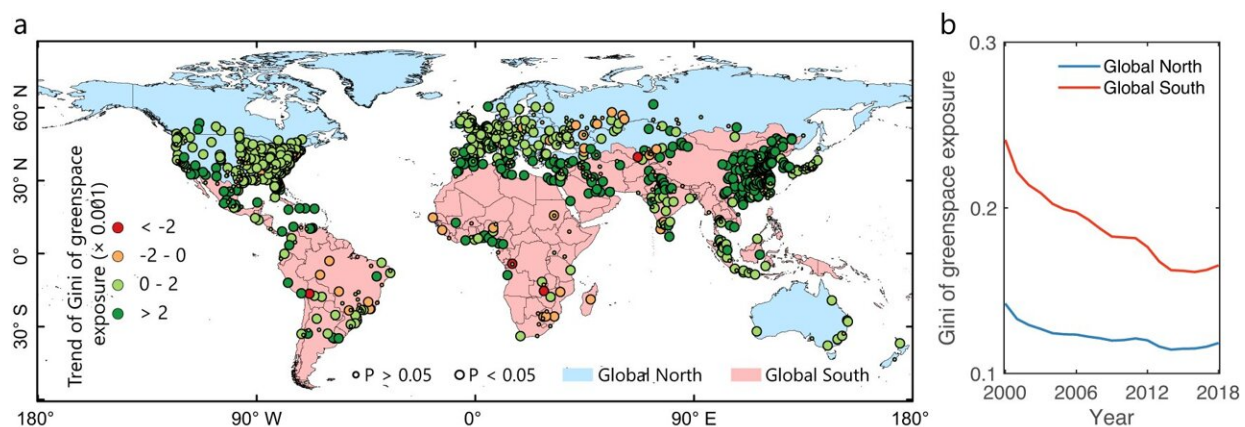 a
180°
90° W
0°
90° E
180°
60° N
30° N
0°
30° S
Trend of Gini of greenspace
exposure (× 0.001)
< -2
-2 - 0
0 - 2
> 2
P > 0.05
P < 0.05
Global North
Global South
b
Gini of greenspace exposure
0.3
0.2
0.1
Global North
Global South
2000
2006
2012
2018
Year